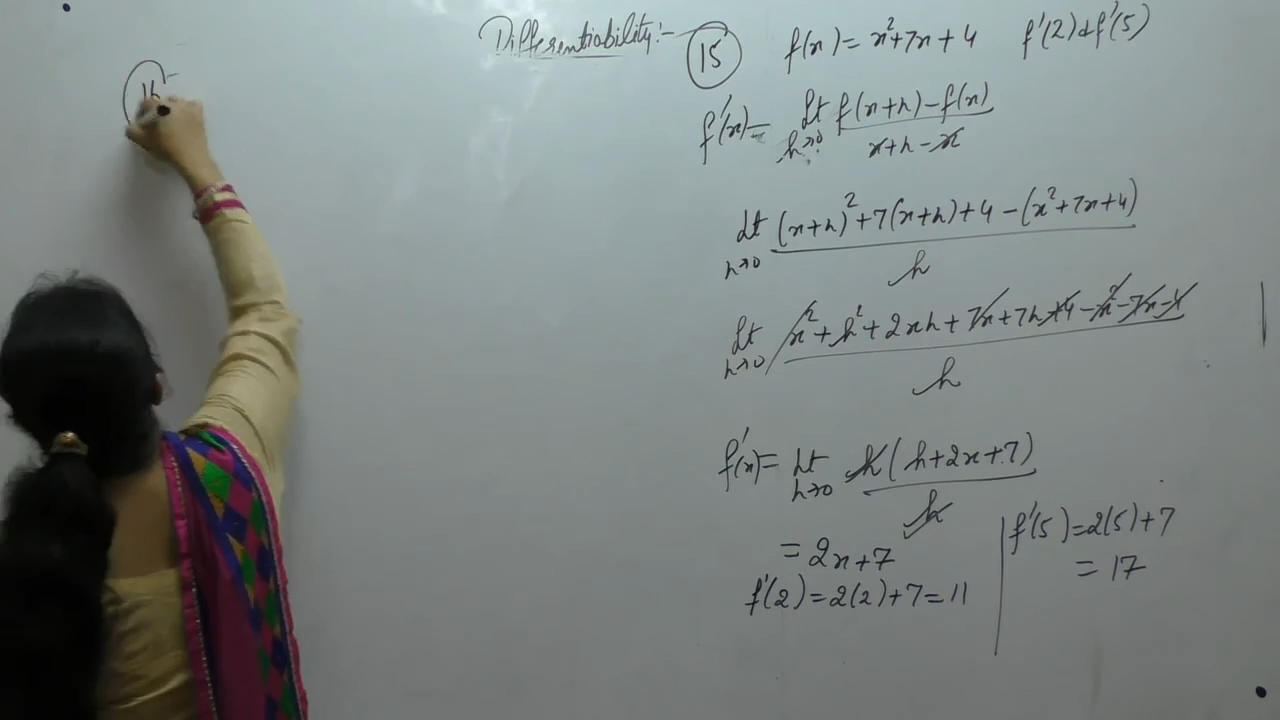 Differentiability:-
15 f(x) = x²+7x+4 f'(2) & f'(5)
f'(x) = Lt h→0 f(x+h)-f(x) / x+h-x
Lt h→0 (x+h)²+7(x+h)+4-(x²+7x+4) / h
Lt h→0 x²+h²+2xh+7x+7h+4-x²-7x-4 / h
f'(x) = Lt h→0 h(h+2x+7) / h
= 2x+7
f'(2) = 2(2)+7 = 11
f'(5) = 2(5)+7
= 17